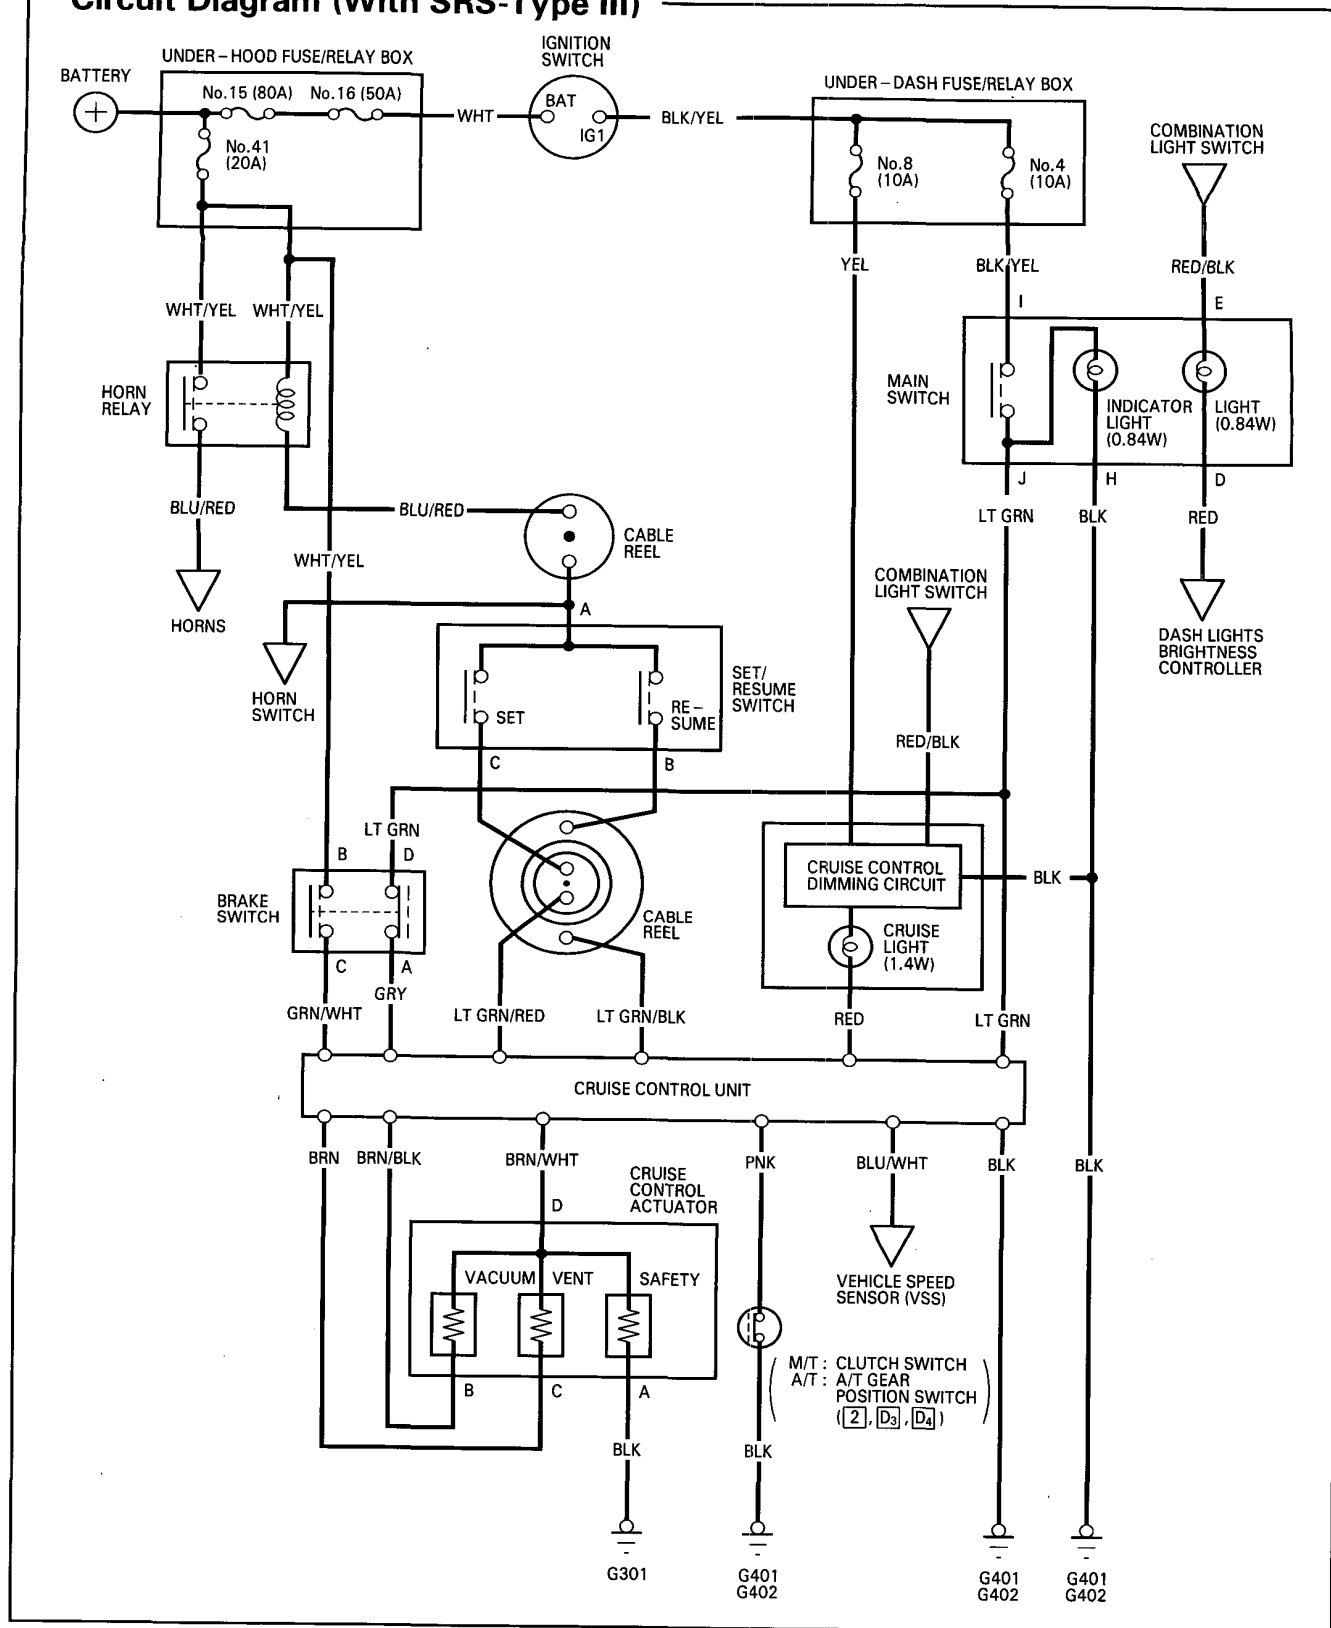 Circuit Diagram (With SRS-Type III)
UNDER-HOOD FUSE/RELAY BOX
IGNITION
SWITCH
BATTERY
UNDER-DASH FUSE/RELAY BOX
No.15 (80A)
No.16 (50A)
BAT
WHT
BLK/YEL
IG1
COMBINATION
LIGHT SWITCH
No.41
(20A)
No.8
(10A)
No.4
(10A)
YEL
BLK/YEL
RED/BLK
I
E
WHT/YEL
WHT/YEL
HORN
RELAY
MAIN
SWITCH
INDICATOR
LIGHT
(0.84W)
LIGHT
(0.84W)
J
H
D
BLU/RED
BLU/RED
LT GRN
BLK
RED
CABLE
REEL
WHT/YEL
COMBINATION
LIGHT SWITCH
A
HORNS
DASH LIGHTS
BRIGHTNESS
CONTROLLER
HORN
SWITCH
SET
RE-
SUME
SET/
RESUME
SWITCH
RED/BLK
C
B
LT GRN
B
D
CRUISE CONTROL
DIMMING CIRCUIT
BLK
BRAKE
SWITCH
CABLE
REEL
CRUISE
LIGHT
(1.4W)
C
A
GRY
GRN/WHT
LT GRN/RED
LT GRN/BLK
RED
LT GRN
CRUISE CONTROL UNIT
BRN
BRN/BLK
BRN/WHT
PNK
BLU/WHT
BLK
BLK
CRUISE
CONTROL
ACTUATOR
D
VACUUM
VENT
SAFETY
VEHICLE SPEED
SENSOR (VSS)
B
C
A
M/T : CLUTCH SWITCH
A/T : A/T GEAR
POSITION SWITCH
(2, D3, D4)
BLK
BLK
G301
G401
G402
G401
G402
G401
G402